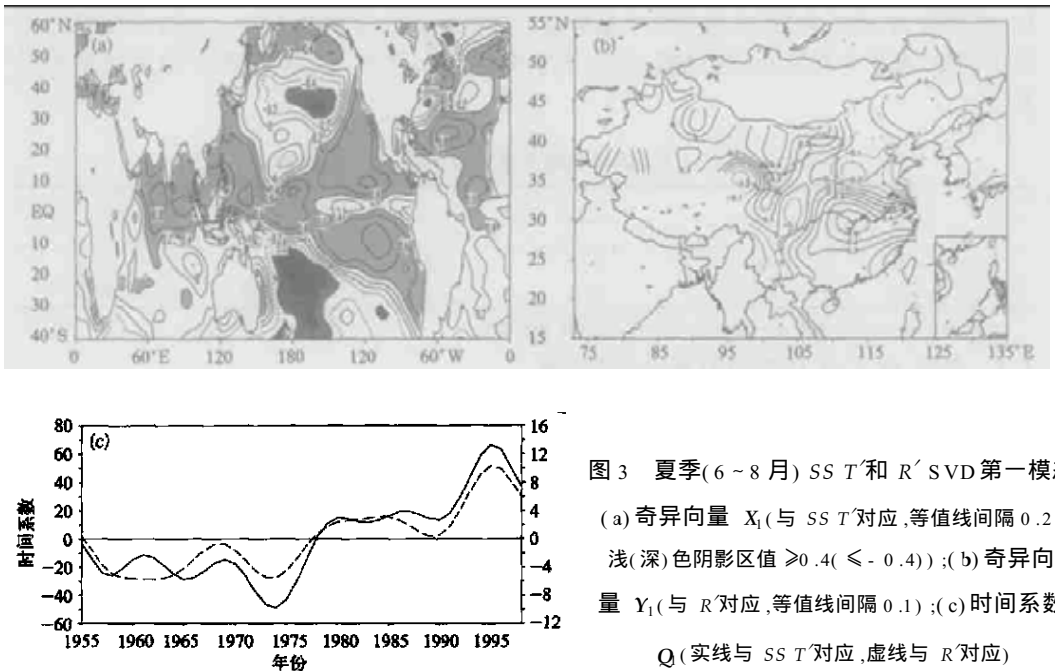 60°N
50
40
30
20
10
EQ
10
20
30
40°S
(a)
0 60°E 120 180 120 60°W 0
55°N
50
45
40
35
30
25
20
15
(b)
75 85 95 105 115 125 135°E
80
60
40
20
0
-20
-40
-60
时间系数
(c)
16
12
8
4
0
-4
-8
-12
1955 1960 1965 1970 1975 1980 1985 1990 1995
年份
图 3 夏季(6 ~ 8 月) SS T′和 R′ SVD 第一模
(a)奇异向量 X₁(与 SS T′对应,等值线间隔 0.2
浅(深)色阴影区值 ≥0.4( ≤ - 0.4)) ;(b)奇异向
量 Y₁(与 R′对应,等值线间隔 0.1) ;(c)时间系数
Q(实线与 SS T′对应,虚线与 R′对应)